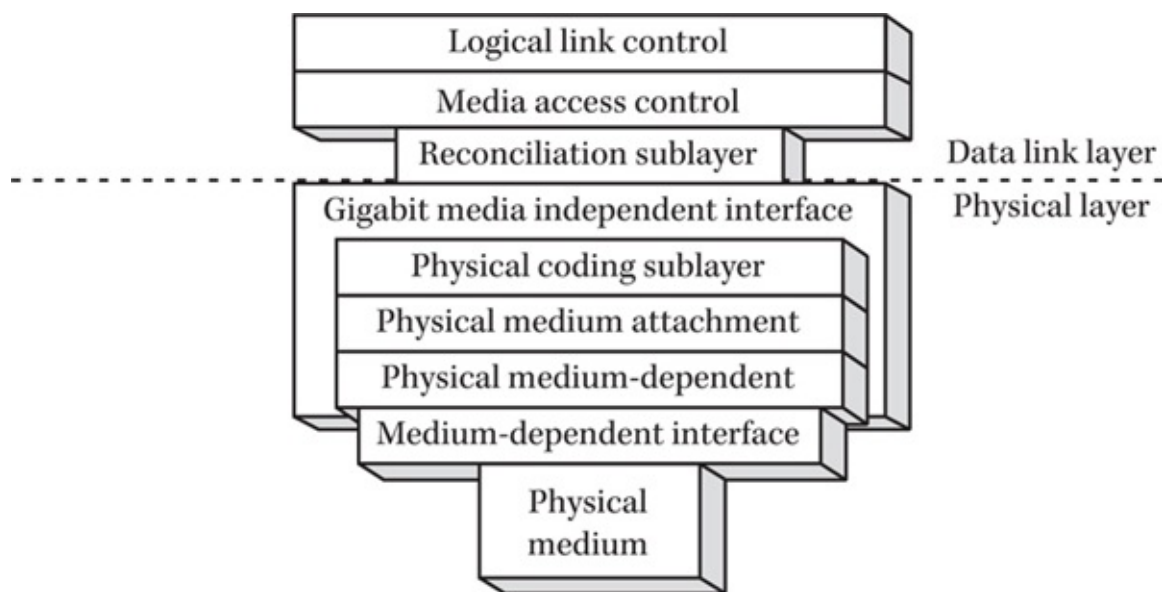 Logical link control
Media access control
Reconciliation sublayer
Data link layer
Physical layer
Gigabit media independent interface
Physical coding sublayer
Physical medium attachment
Physical medium-dependent
Medium-dependent interface
Physical
medium